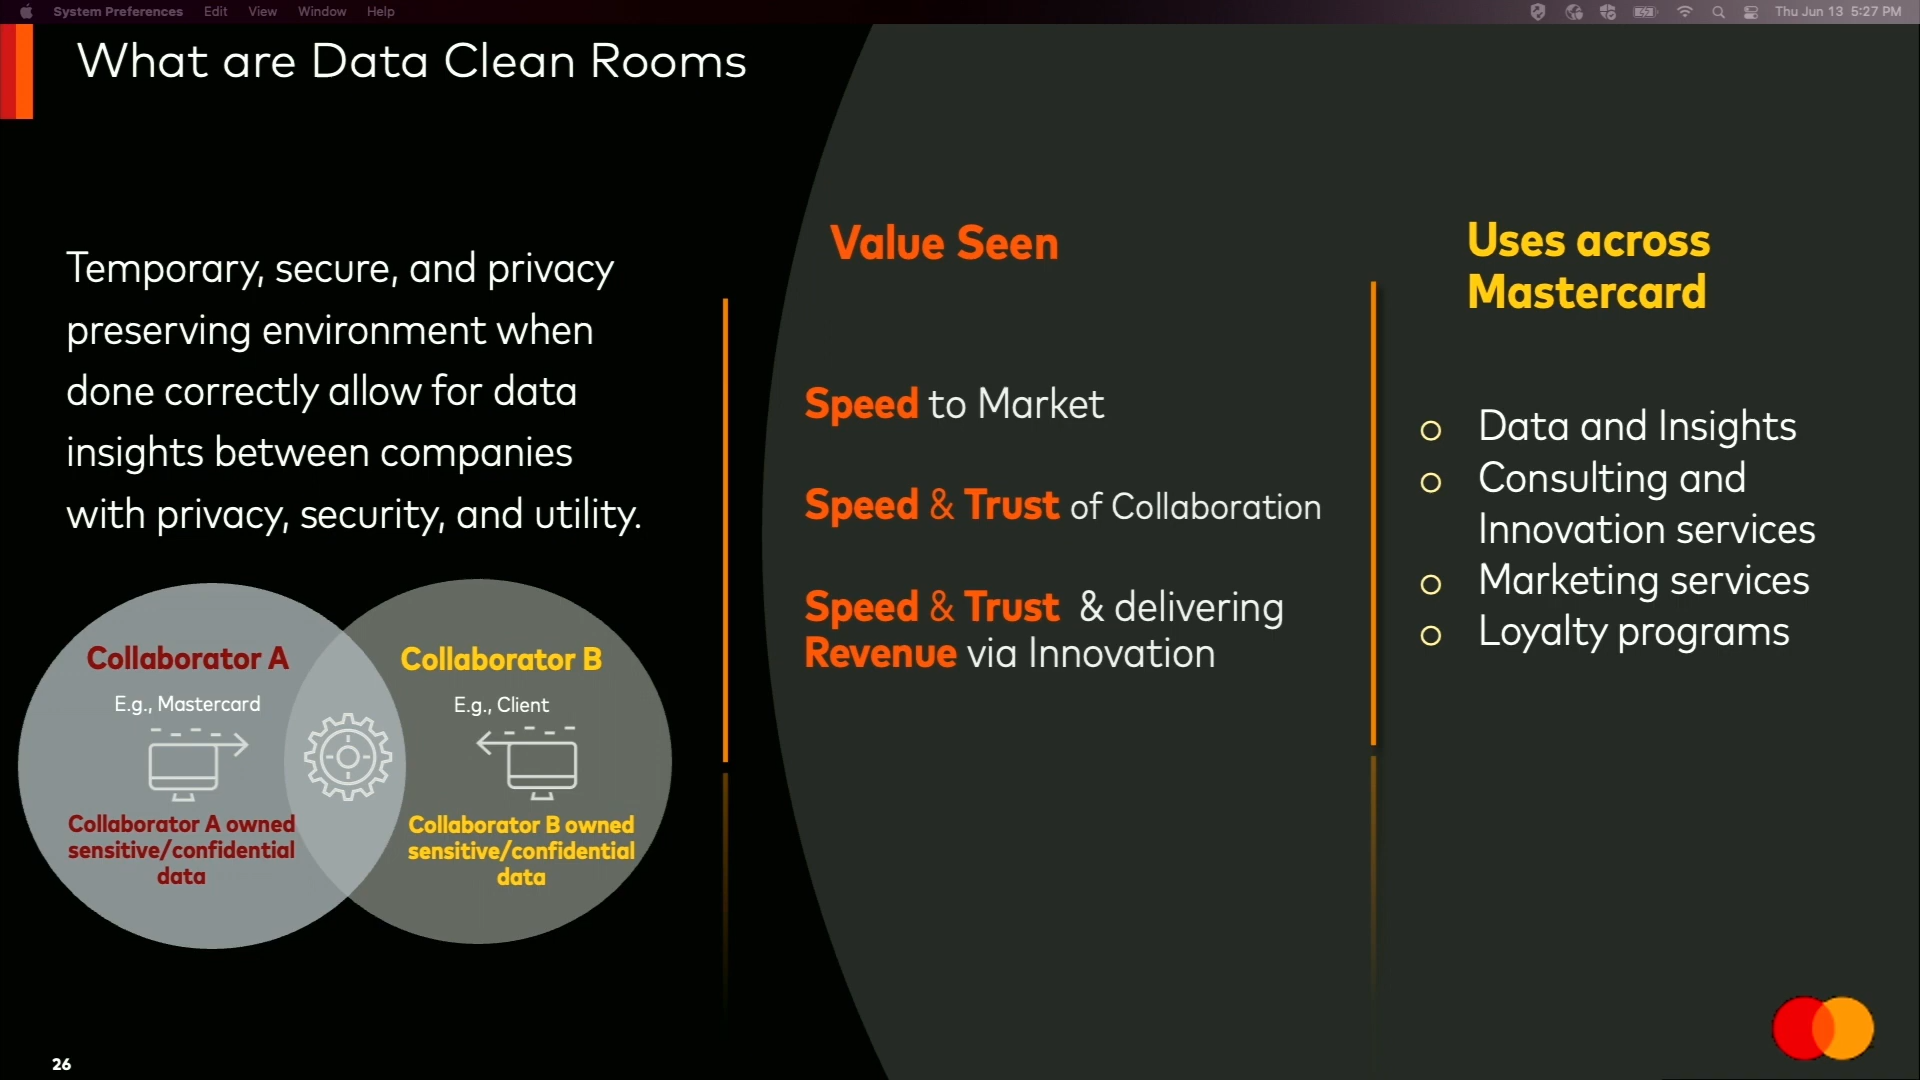 System Preferences Edit View Window Help
Thu Jun 13 5:27 PM
What are Data Clean Rooms
Temporary, secure, and privacy
preserving environment when
done correctly allow for data
insights between companies
with privacy, security, and utility.
Collaborator A
E.g., Mastercard
Collaborator A owned
sensitive/confidential
data
Collaborator B
E.g., Client
Collaborator B owned
sensitive/confidential
data
Value Seen
Speed to Market
Speed & Trust of Collaboration
Speed & Trust & delivering
Revenue via Innovation
Uses across
Mastercard
Data and Insights
Consulting and
Innovation services
Marketing services
Loyalty programs
26